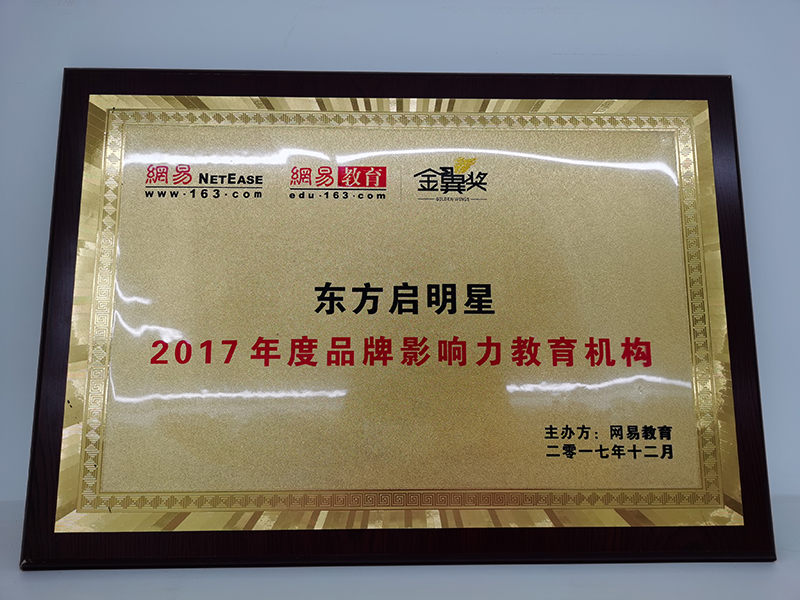 網易 NETEASE
www.163.com
網易教育
edu.163.com
金翼奖
GOLDEN WINGS
东方启明星
2017年度品牌影响力教育机构
主办方：网易教育
二零一七年十二月